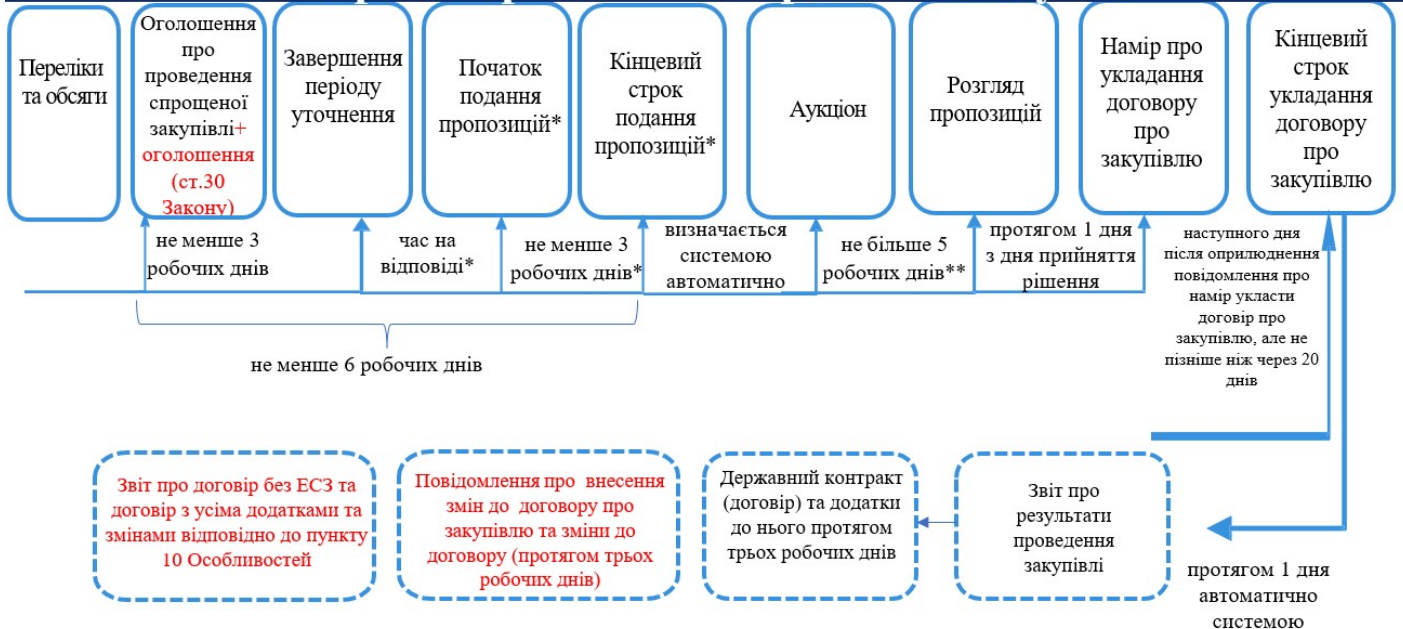 Переліки
та обсяги
Оголошення
про
проведення
спрощеної
закупівлі+
оголошення
(ст.30
Закону)
Завершення
періоду
уточнення
Початок
подання
пропозицій*
Кінцевий
строк
подання
пропозицій*
Аукціон
Розгляд
пропозицій
Намір про
укладання
договору
про
закупівлю
Кінцевий
строк
укладання
договору
про
закупівлю
не менше 3
робочих днів
час на
відповіді*
не менше 3
робочих днів*
визначається
системою
автоматично
не більше 5
робочих днів**
протягом 1 дня
з дня прийняття
рішення
наступного дня
після оприлюднення
повідомлення про
намір укласти
договір про
закупівлю, але не
пізніше ніж через 20
днів
не менше 6 робочих днів
Звіт про договір без ЕСЗ та
договір з усіма додатками та
змінами відповідно до пункту
10 Особливостей
Повідомлення про внесення
змін до договору про
закупівлю та зміни до
договору (протягом трьох
робочих днів)
Державний контракт
(договір) та додатки
до нього протягом
трьох робочих днів
Звіт про
результати
проведення
закупівлі
протягом 1 дня
автоматично
системою